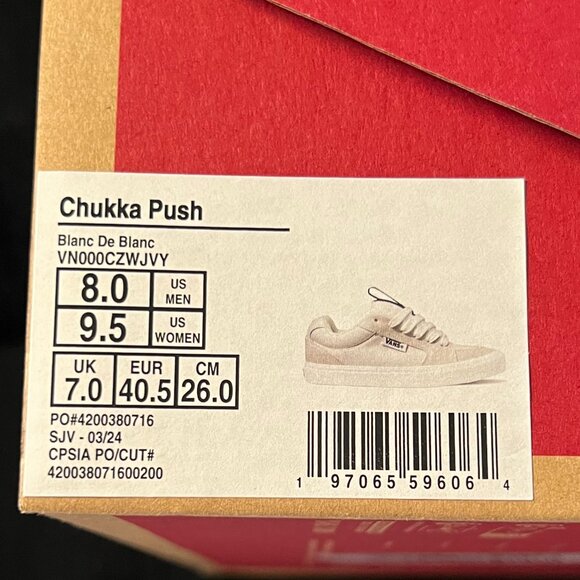 Chukka Push
Blanc De Blanc
VN000CZWJVY
8.0 US MEN
9.5 US WOMEN
UK 7.0 EUR 40.5 CM 26.0
PO#4200380716
SJV - 03/24
CPSIA PO/CUT#
420038071600200
VANS
1 97065 59606 4